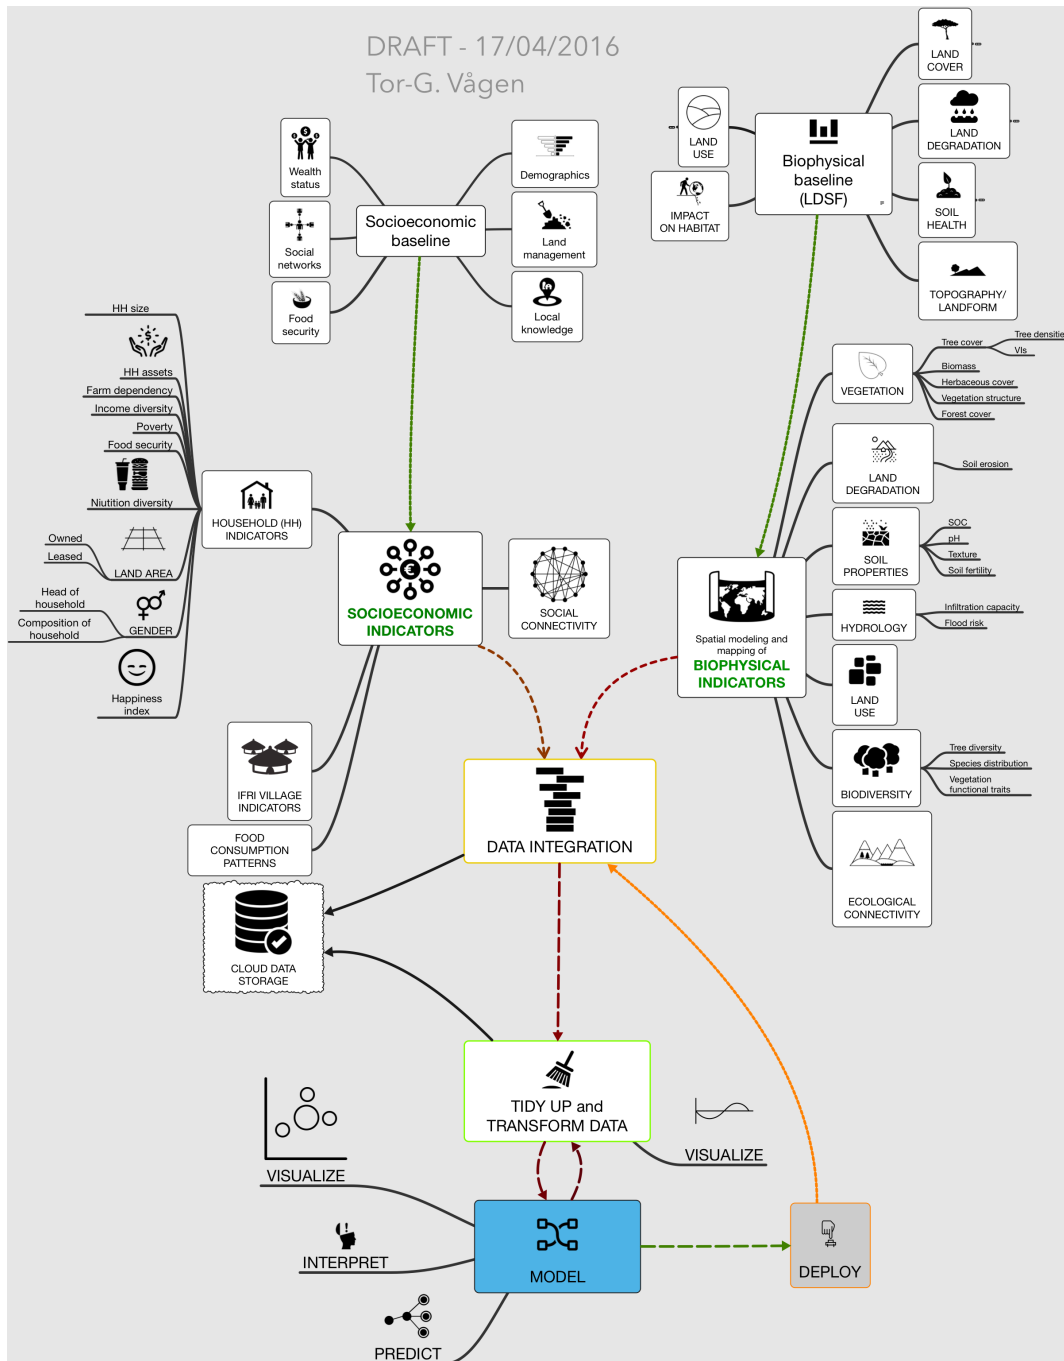 DRAFT - 17/04/2016
Tor-G. Vågen
Wealth
status
Social
networks
Food
security
Socioeconomic
baseline
Demographics
Land
management
Local
knowledge
LAND
USE
IMPACT
ON HABITAT
Biophysical
baseline
(LDSF)
LAND
COVER
LAND
DEGRADATION
SOIL
HEALTH
TOPOGRAPHY/
LANDFORM
HH size
HH assets
Farm dependency
Income diversity
Poverty
Food security
Niutition diversity
Owned
Leased
LAND AREA
Head of
household
Composition of
household
GENDER
Happiness
index
HOUSEHOLD (HH)
INDICATORS
SOCIOECONOMIC
INDICATORS
SOCIAL
CONNECTIVITY
IFRI VILLAGE
INDICATORS
FOOD
CONSUMPTION
PATTERNS
Spatial modeling and
mapping of
BIOPHYSICAL
INDICATORS
VEGETATION
Tree cover
Tree densitie
VIs
Biomass
Herbaceous cover
Vegetation structure
Forest cover
LAND
DEGRADATION
Soil erosion
SOIL
PROPERTIES
SOC
pH
Texture
Soil fertility
HYDROLOGY
Infiltration capacity
Flood risk
LAND
USE
BIODIVERSITY
Tree diversity
Species distribution
Vegetation
functional traits
ECOLOGICAL
CONNECTIVITY
DATA INTEGRATION
CLOUD DATA
STORAGE
TIDY UP and
TRANSFORM DATA
VISUALIZE
VISUALIZE
INTERPRET
PREDICT
MODEL
DEPLOY